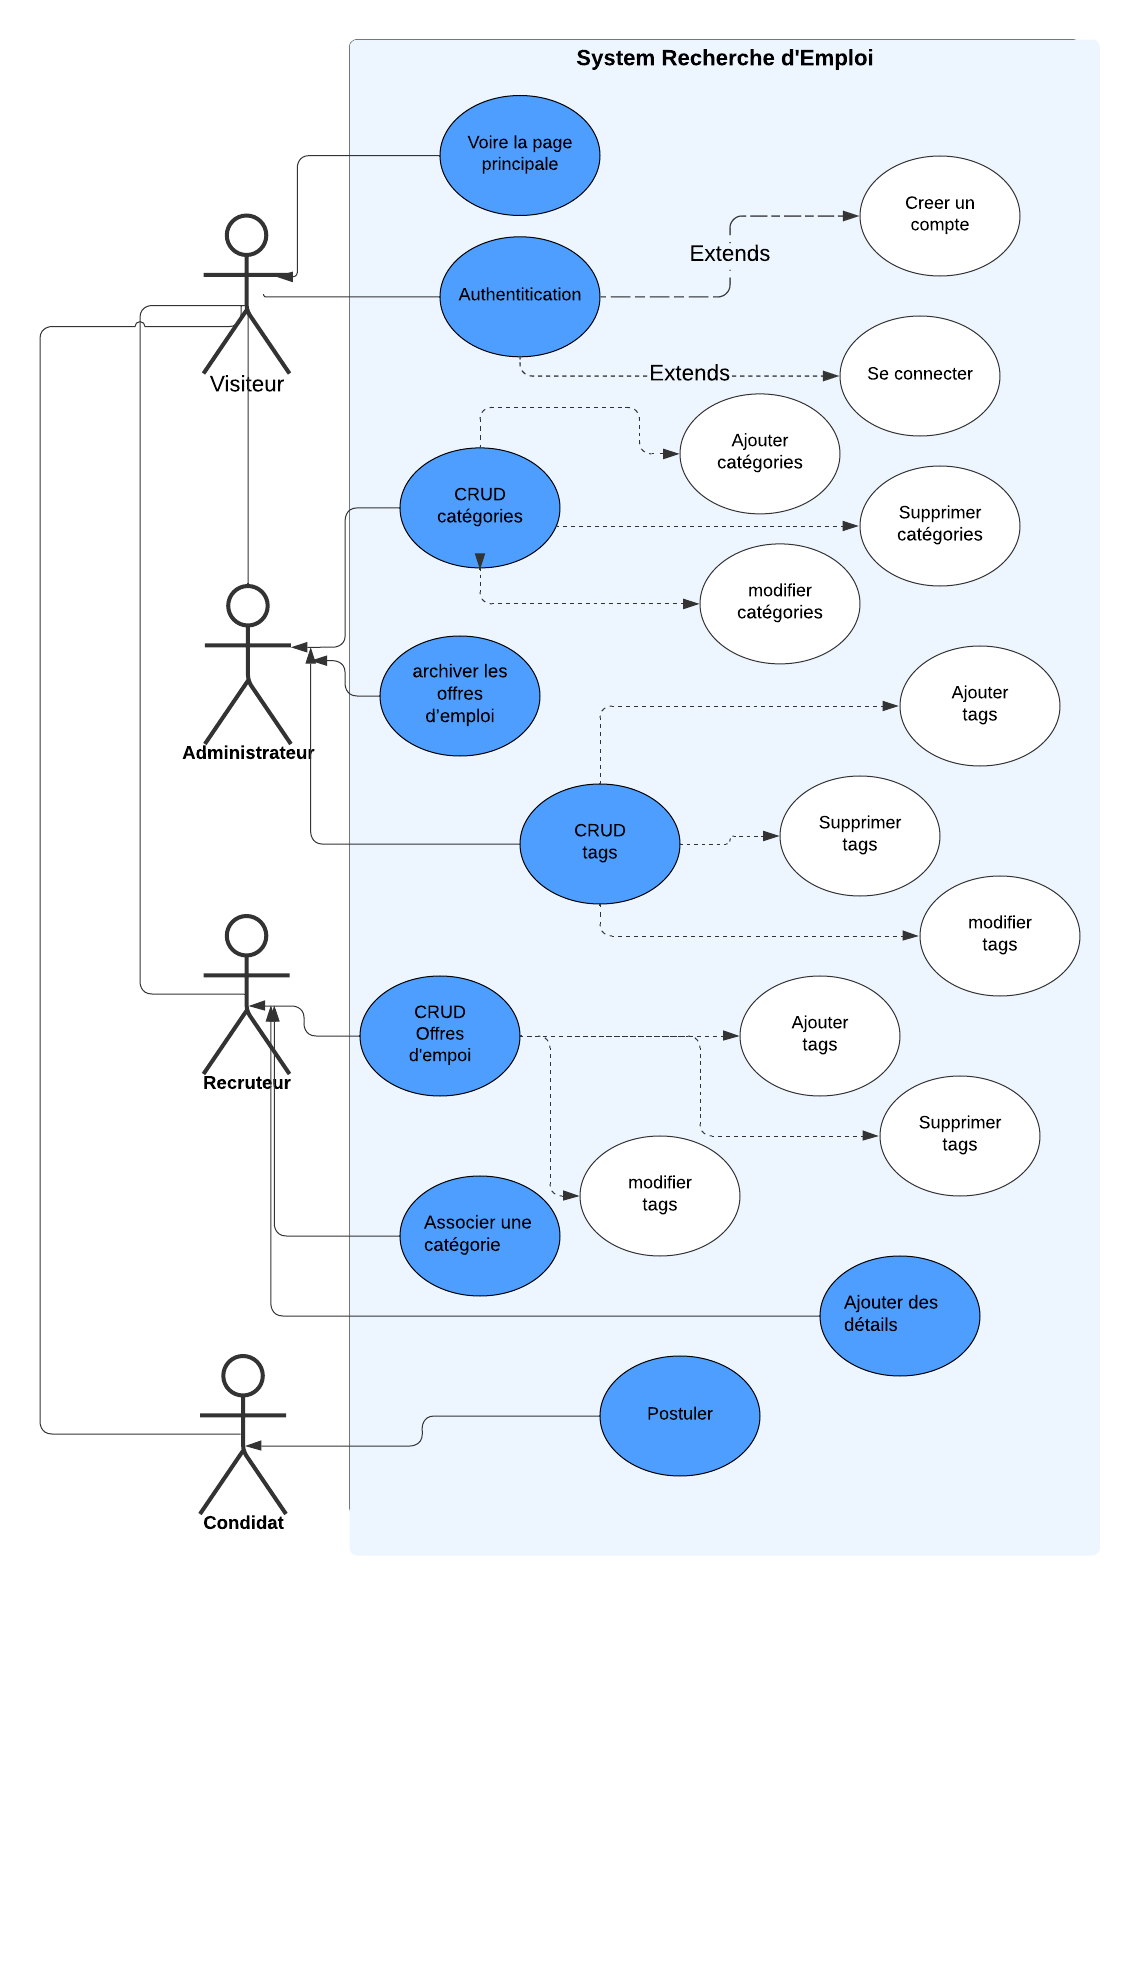 System Recherche d'Emploi
Voire la page
principale
Creer un
compte
Extends
Authentitication
Extends
Se connecter
Visiteur
Ajouter
catégories
CRUD
catégories
Supprimer
catégories
modifier
catégories
archiver les
offres
d'emploi
Ajouter
tags
Administrateur
CRUD
tags
Supprimer
tags
modifier
tags
CRUD
Offres
d'empoi
Ajouter
tags
Recruteur
Supprimer
tags
modifier
tags
Associer une
catégorie
Ajouter des
détails
Postuler
Condidat